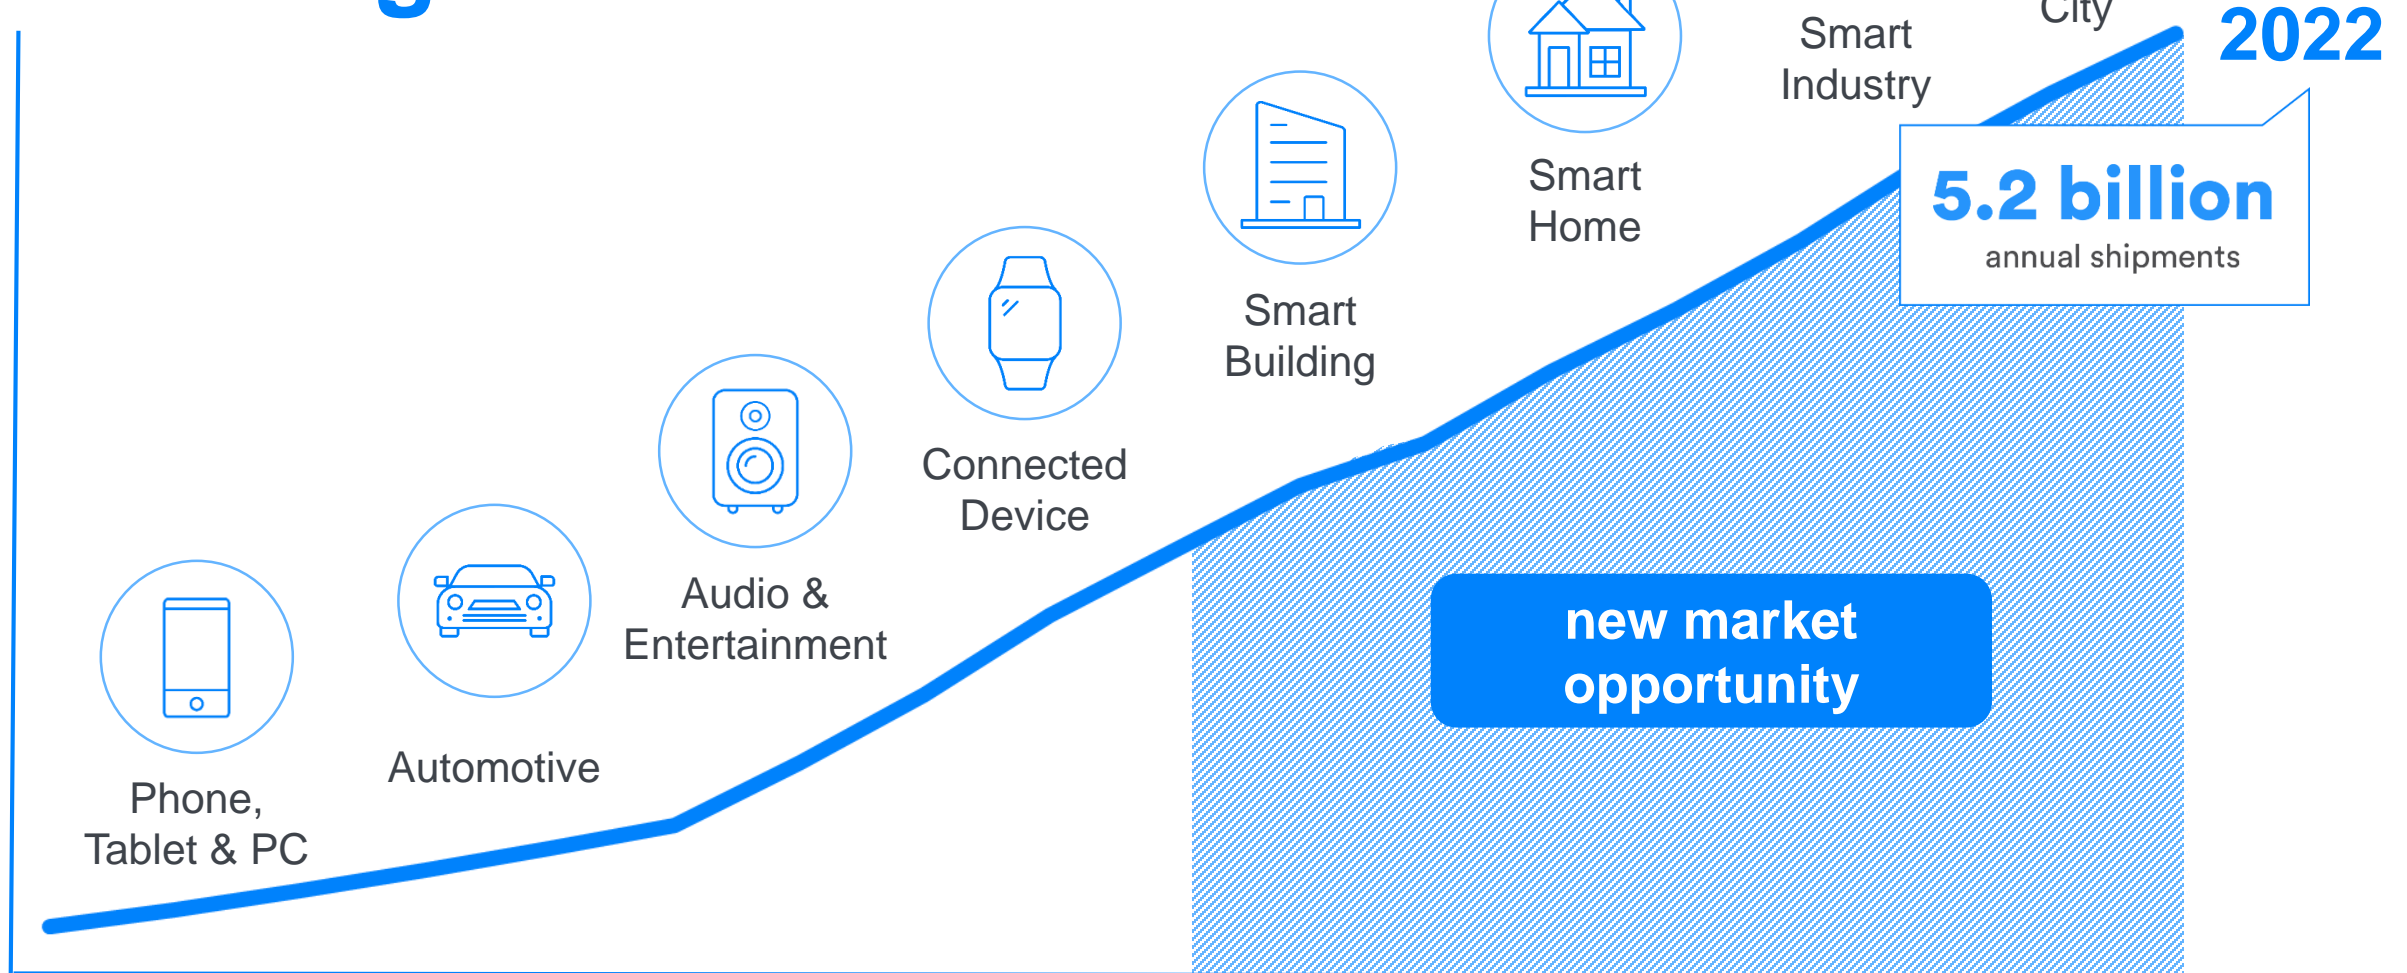 City
2022
Smart
Industry
5.2 billion
annual shipments
Smart
Home
Smart
Building
Connected
Device
Audio &
Entertainment
Automotive
Phone,
Tablet & PC
new market
opportunity